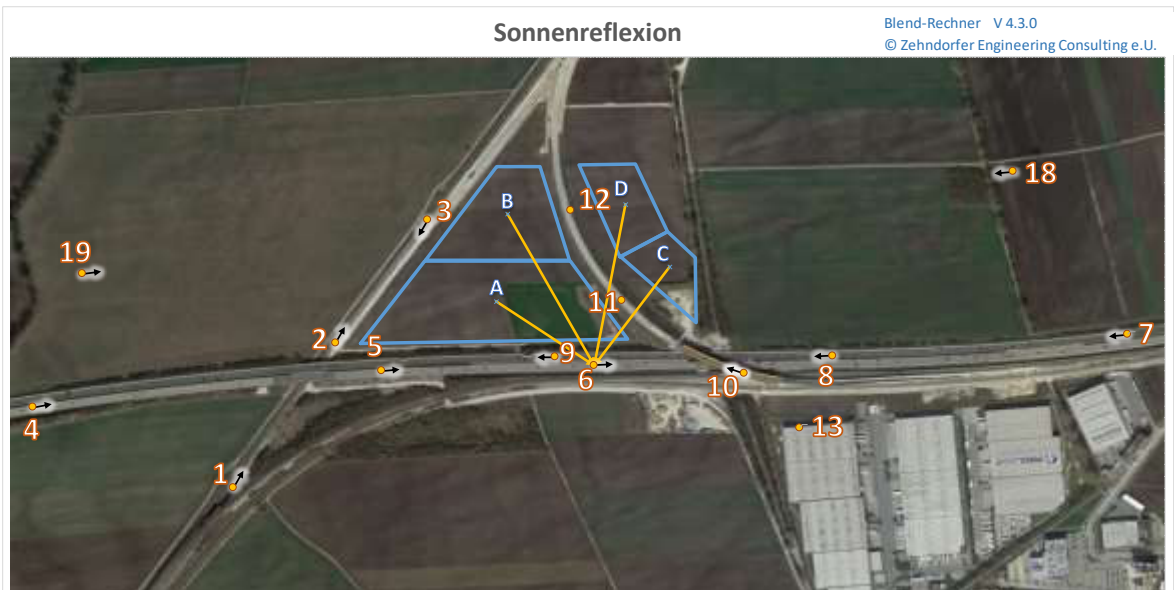 Sonnenreflexion
Blend-Rechner V 4.3.0
© Zehndorfer Engineering Consulting e.U.
18
D
12
B
3
C
19
A
11
2
5
9
7
8
6
10
4
13
1